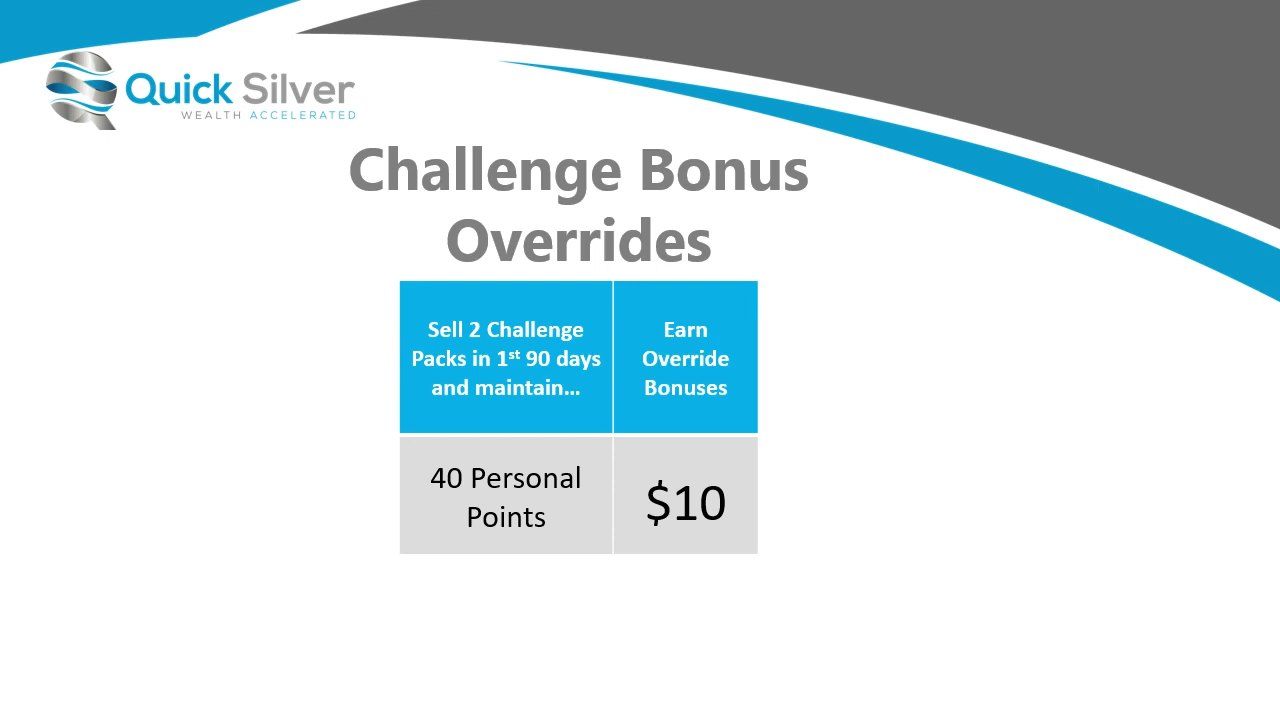 Quick Silver
WEALTH ACCELERATED
Challenge Bonus
Overrides
Sell 2 Challenge
Packs in 1st 90 days
and maintain...
Earn
Override
Bonuses
40 Personal
Points
$10